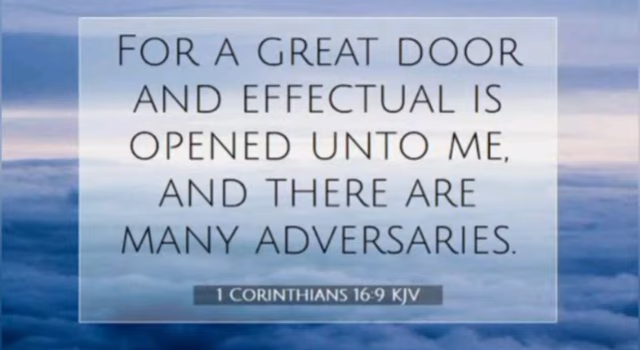 For a great door
and effectual is
opened unto me,
and there are
many adversaries.
1 Corinthians 16:9 KJV